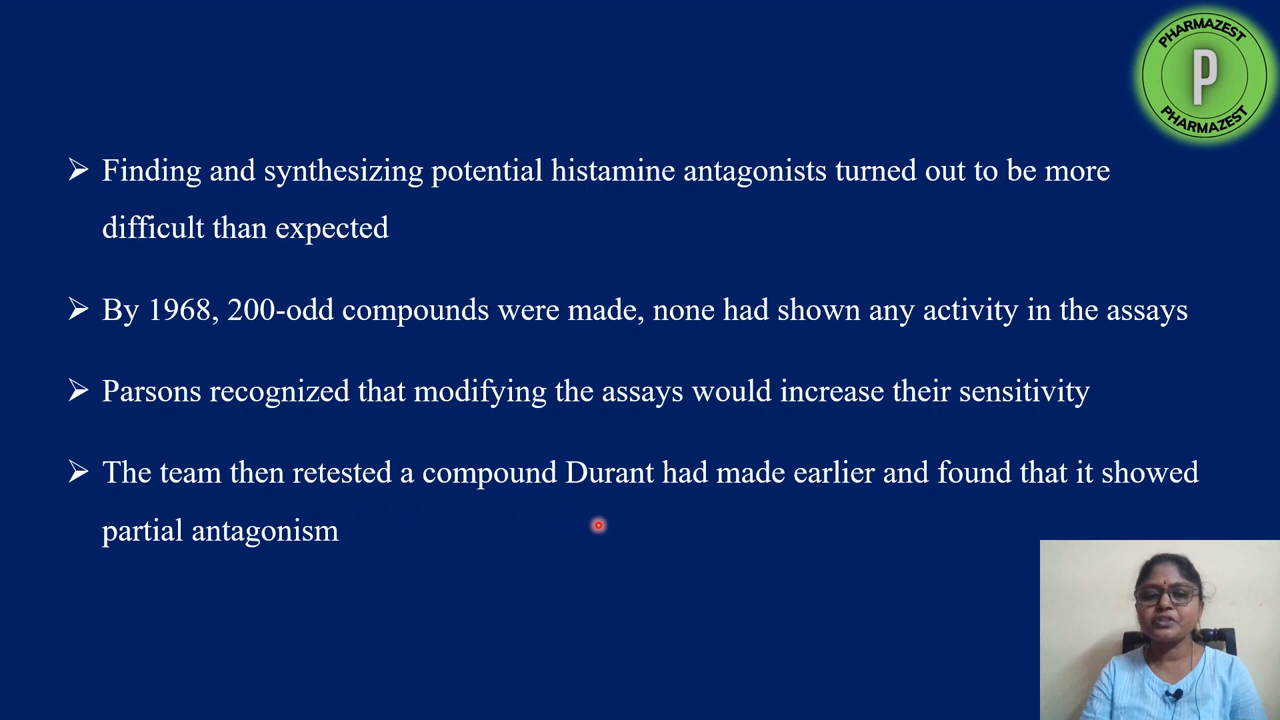 PHARMAZEST
P
PHARMAZEST
➢ Finding and synthesizing potential histamine antagonists turned out to be more
difficult than expected
➢ By 1968, 200-odd compounds were made, none had shown any activity in the assays
➢ Parsons recognized that modifying the assays would increase their sensitivity
➢ The team then retested a compound Durant had made earlier and found that it showed
partial antagonism